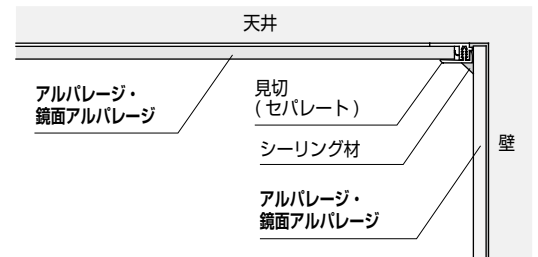 天井
アルパレージ・
鏡面アルパレージ
見切
(セパレート)
シーリング材
壁
アルパレージ・
鏡面アルパレージ